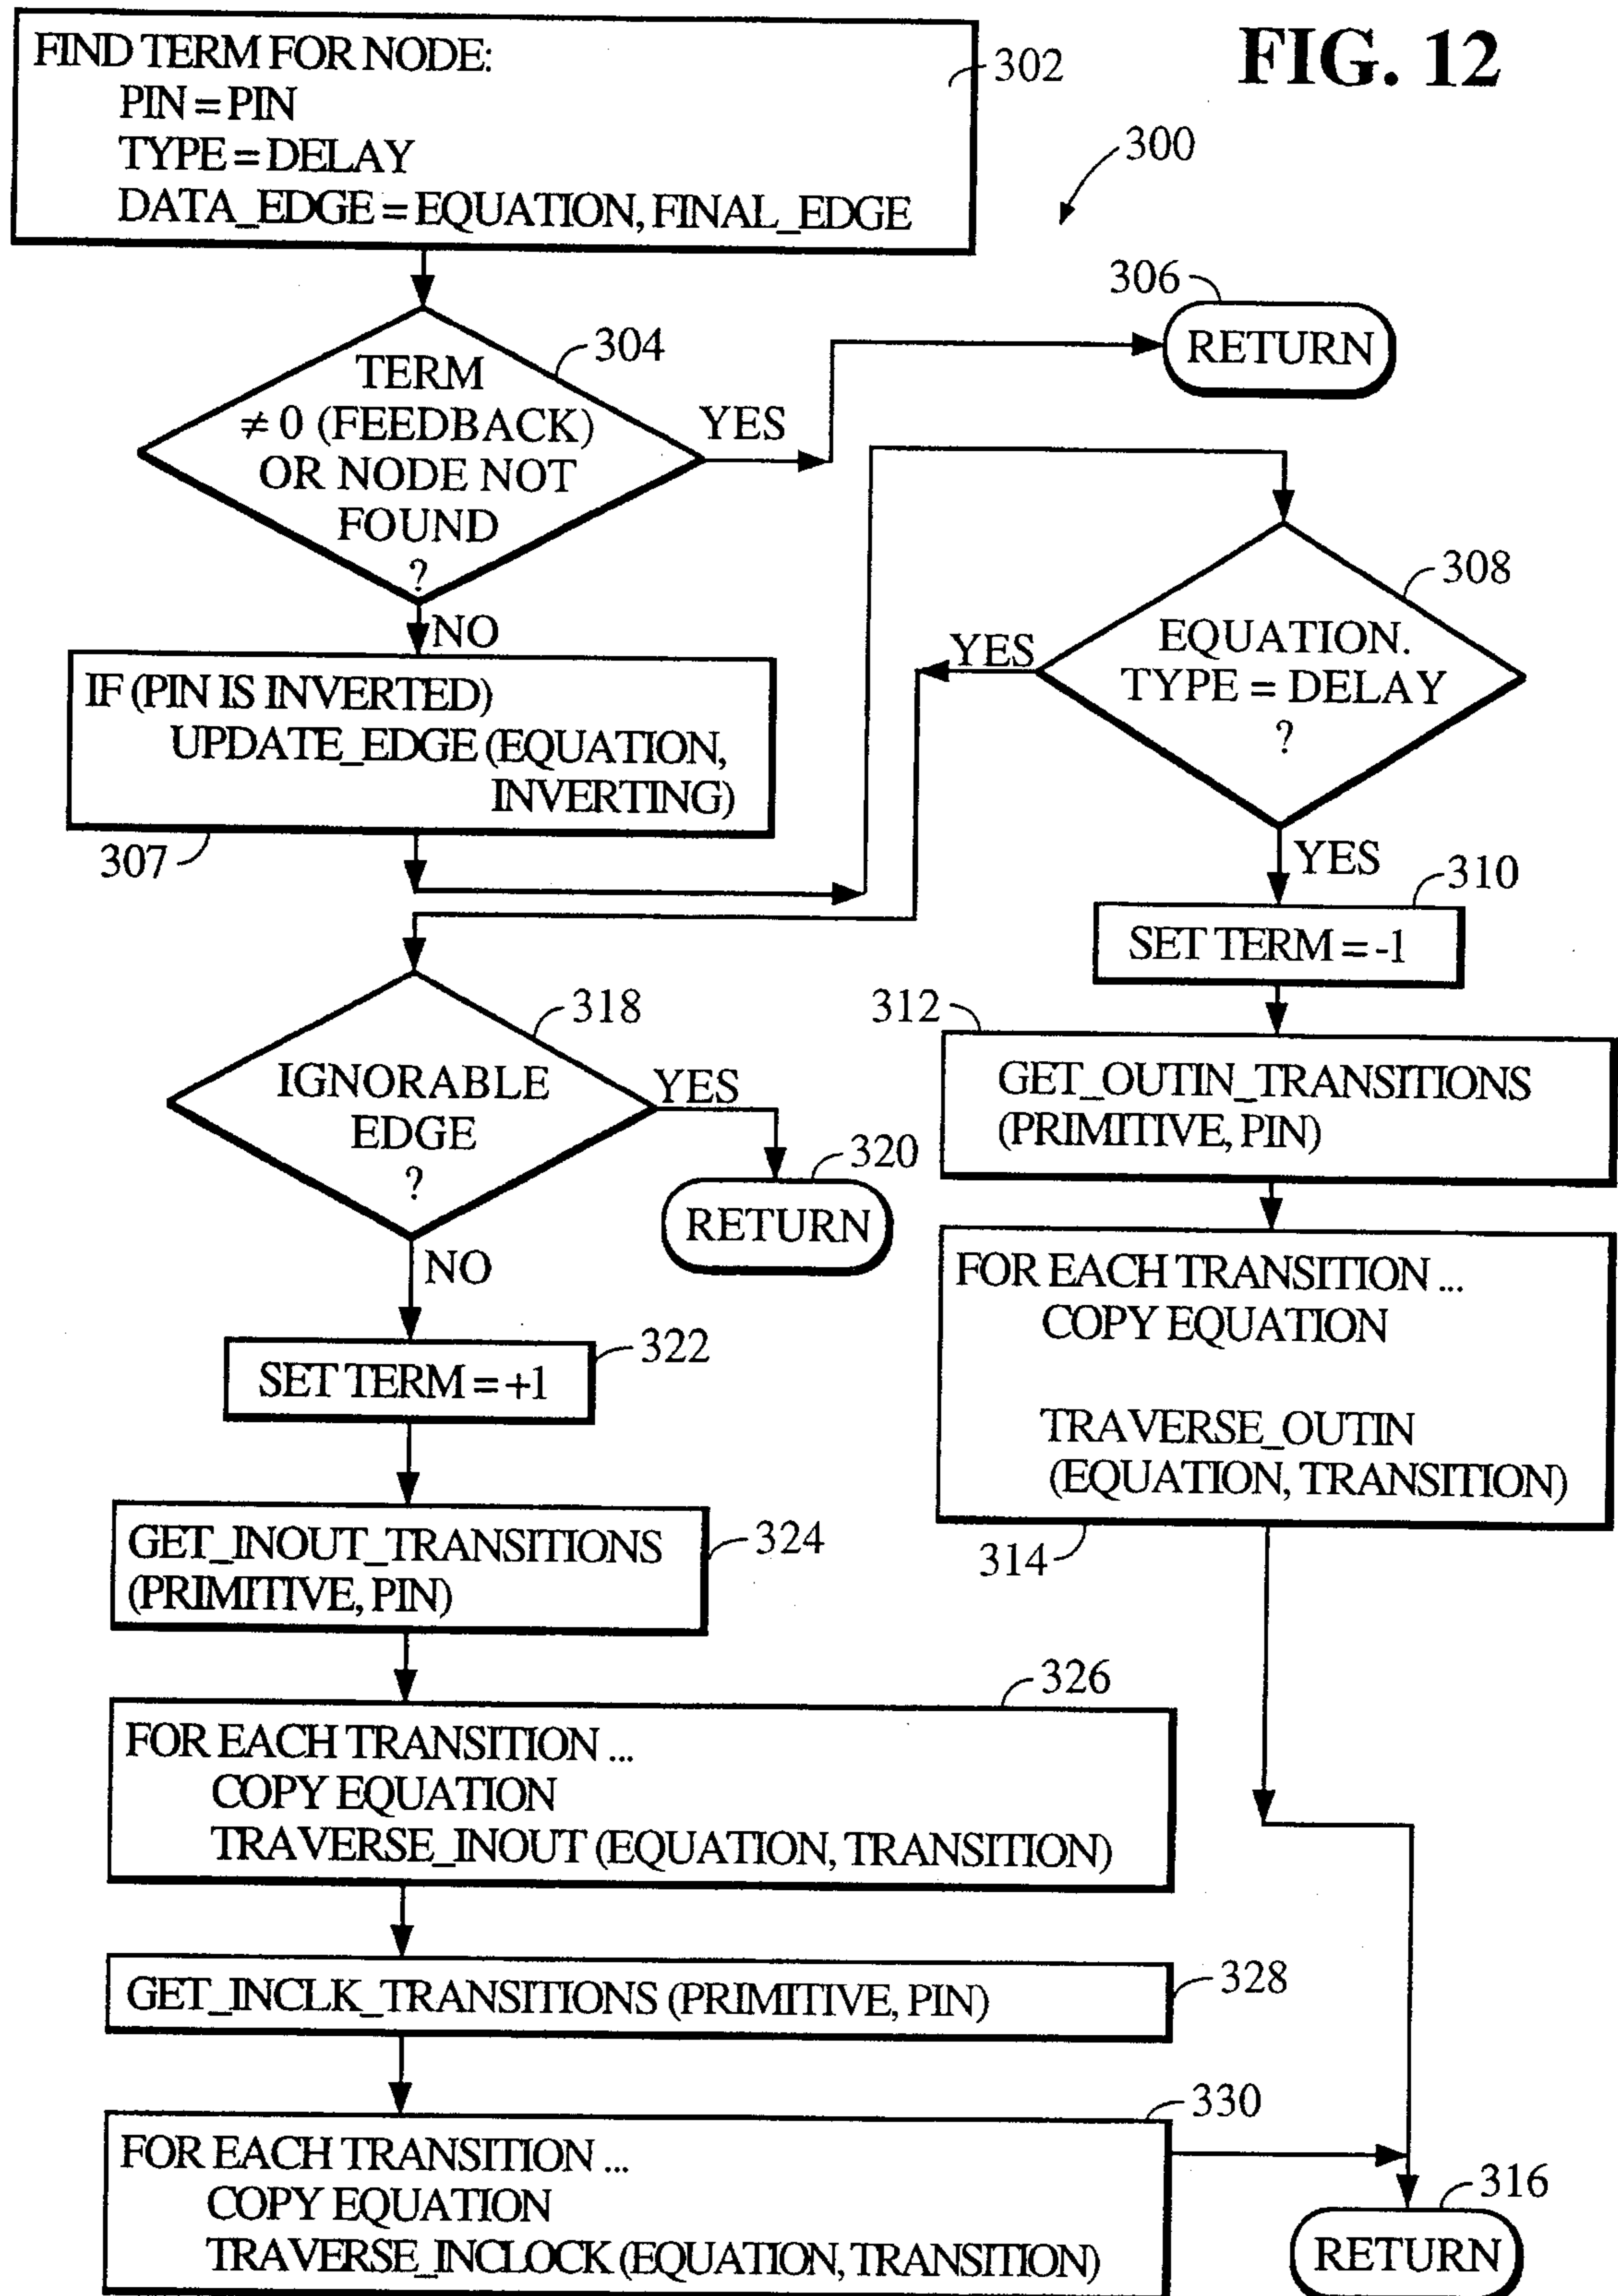 FIG. 12
FIND TERM FOR NODE:
PIN = PIN
TYPE = DELAY
DATA_EDGE = EQUATION, FINAL_EDGE
302
300
304
TERM
≠ 0 (FEEDBACK)
OR NODE NOT
FOUND
?
YES
306
RETURN
NO
IF (PIN IS INVERTED)
UPDATE_EDGE (EQUATION,
INVERTING)
307
308
EQUATION.
TYPE = DELAY
?
YES
YES
310
SET TERM = -1
312
GET_OUTIN_TRANSITIONS
(PRIMITIVE, PIN)
FOR EACH TRANSITION ...
COPY EQUATION
TRAVERSE_OUTIN
(EQUATION, TRANSITION)
314
318
IGNORABLE
EDGE
?
YES
320
RETURN
NO
SET TERM = +1
322
GET_INOUT_TRANSITIONS
(PRIMITIVE, PIN)
324
326
FOR EACH TRANSITION ...
COPY EQUATION
TRAVERSE_INOUT (EQUATION, TRANSITION)
GET_INCLK_TRANSITIONS (PRIMITIVE, PIN)
328
330
FOR EACH TRANSITION ...
COPY EQUATION
TRAVERSE_INCLOCK (EQUATION, TRANSITION)
316
RETURN